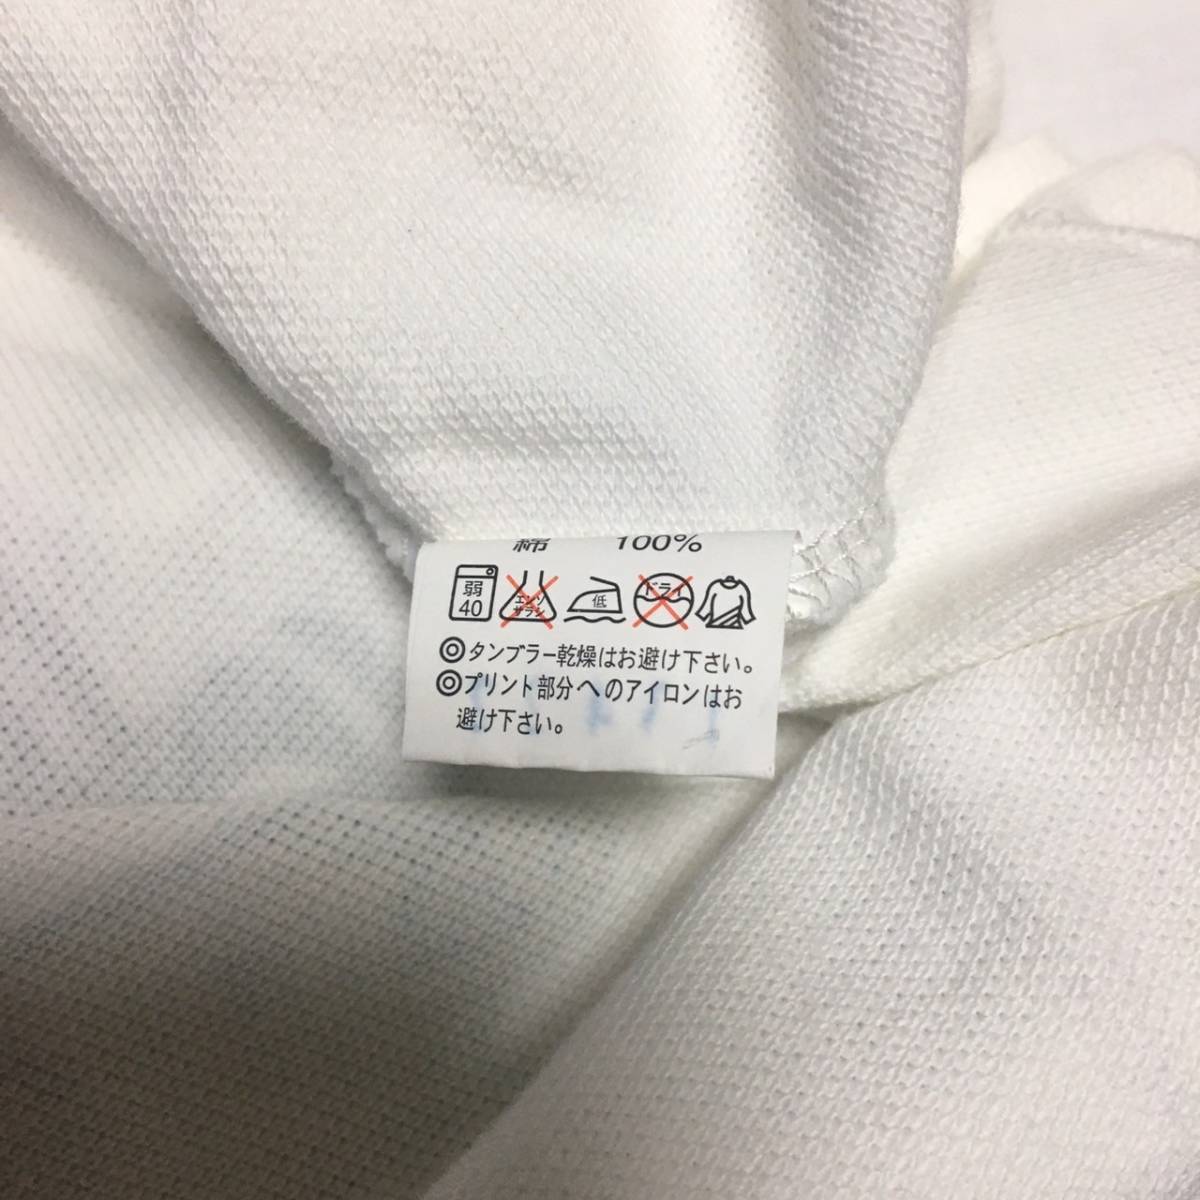 綿 100%
弱 エンソ 低 ドライ
40 サラシ
◎タンブラー乾燥はお避け下さい。
◎プリント部分へのアイロンはお
避け下さい。